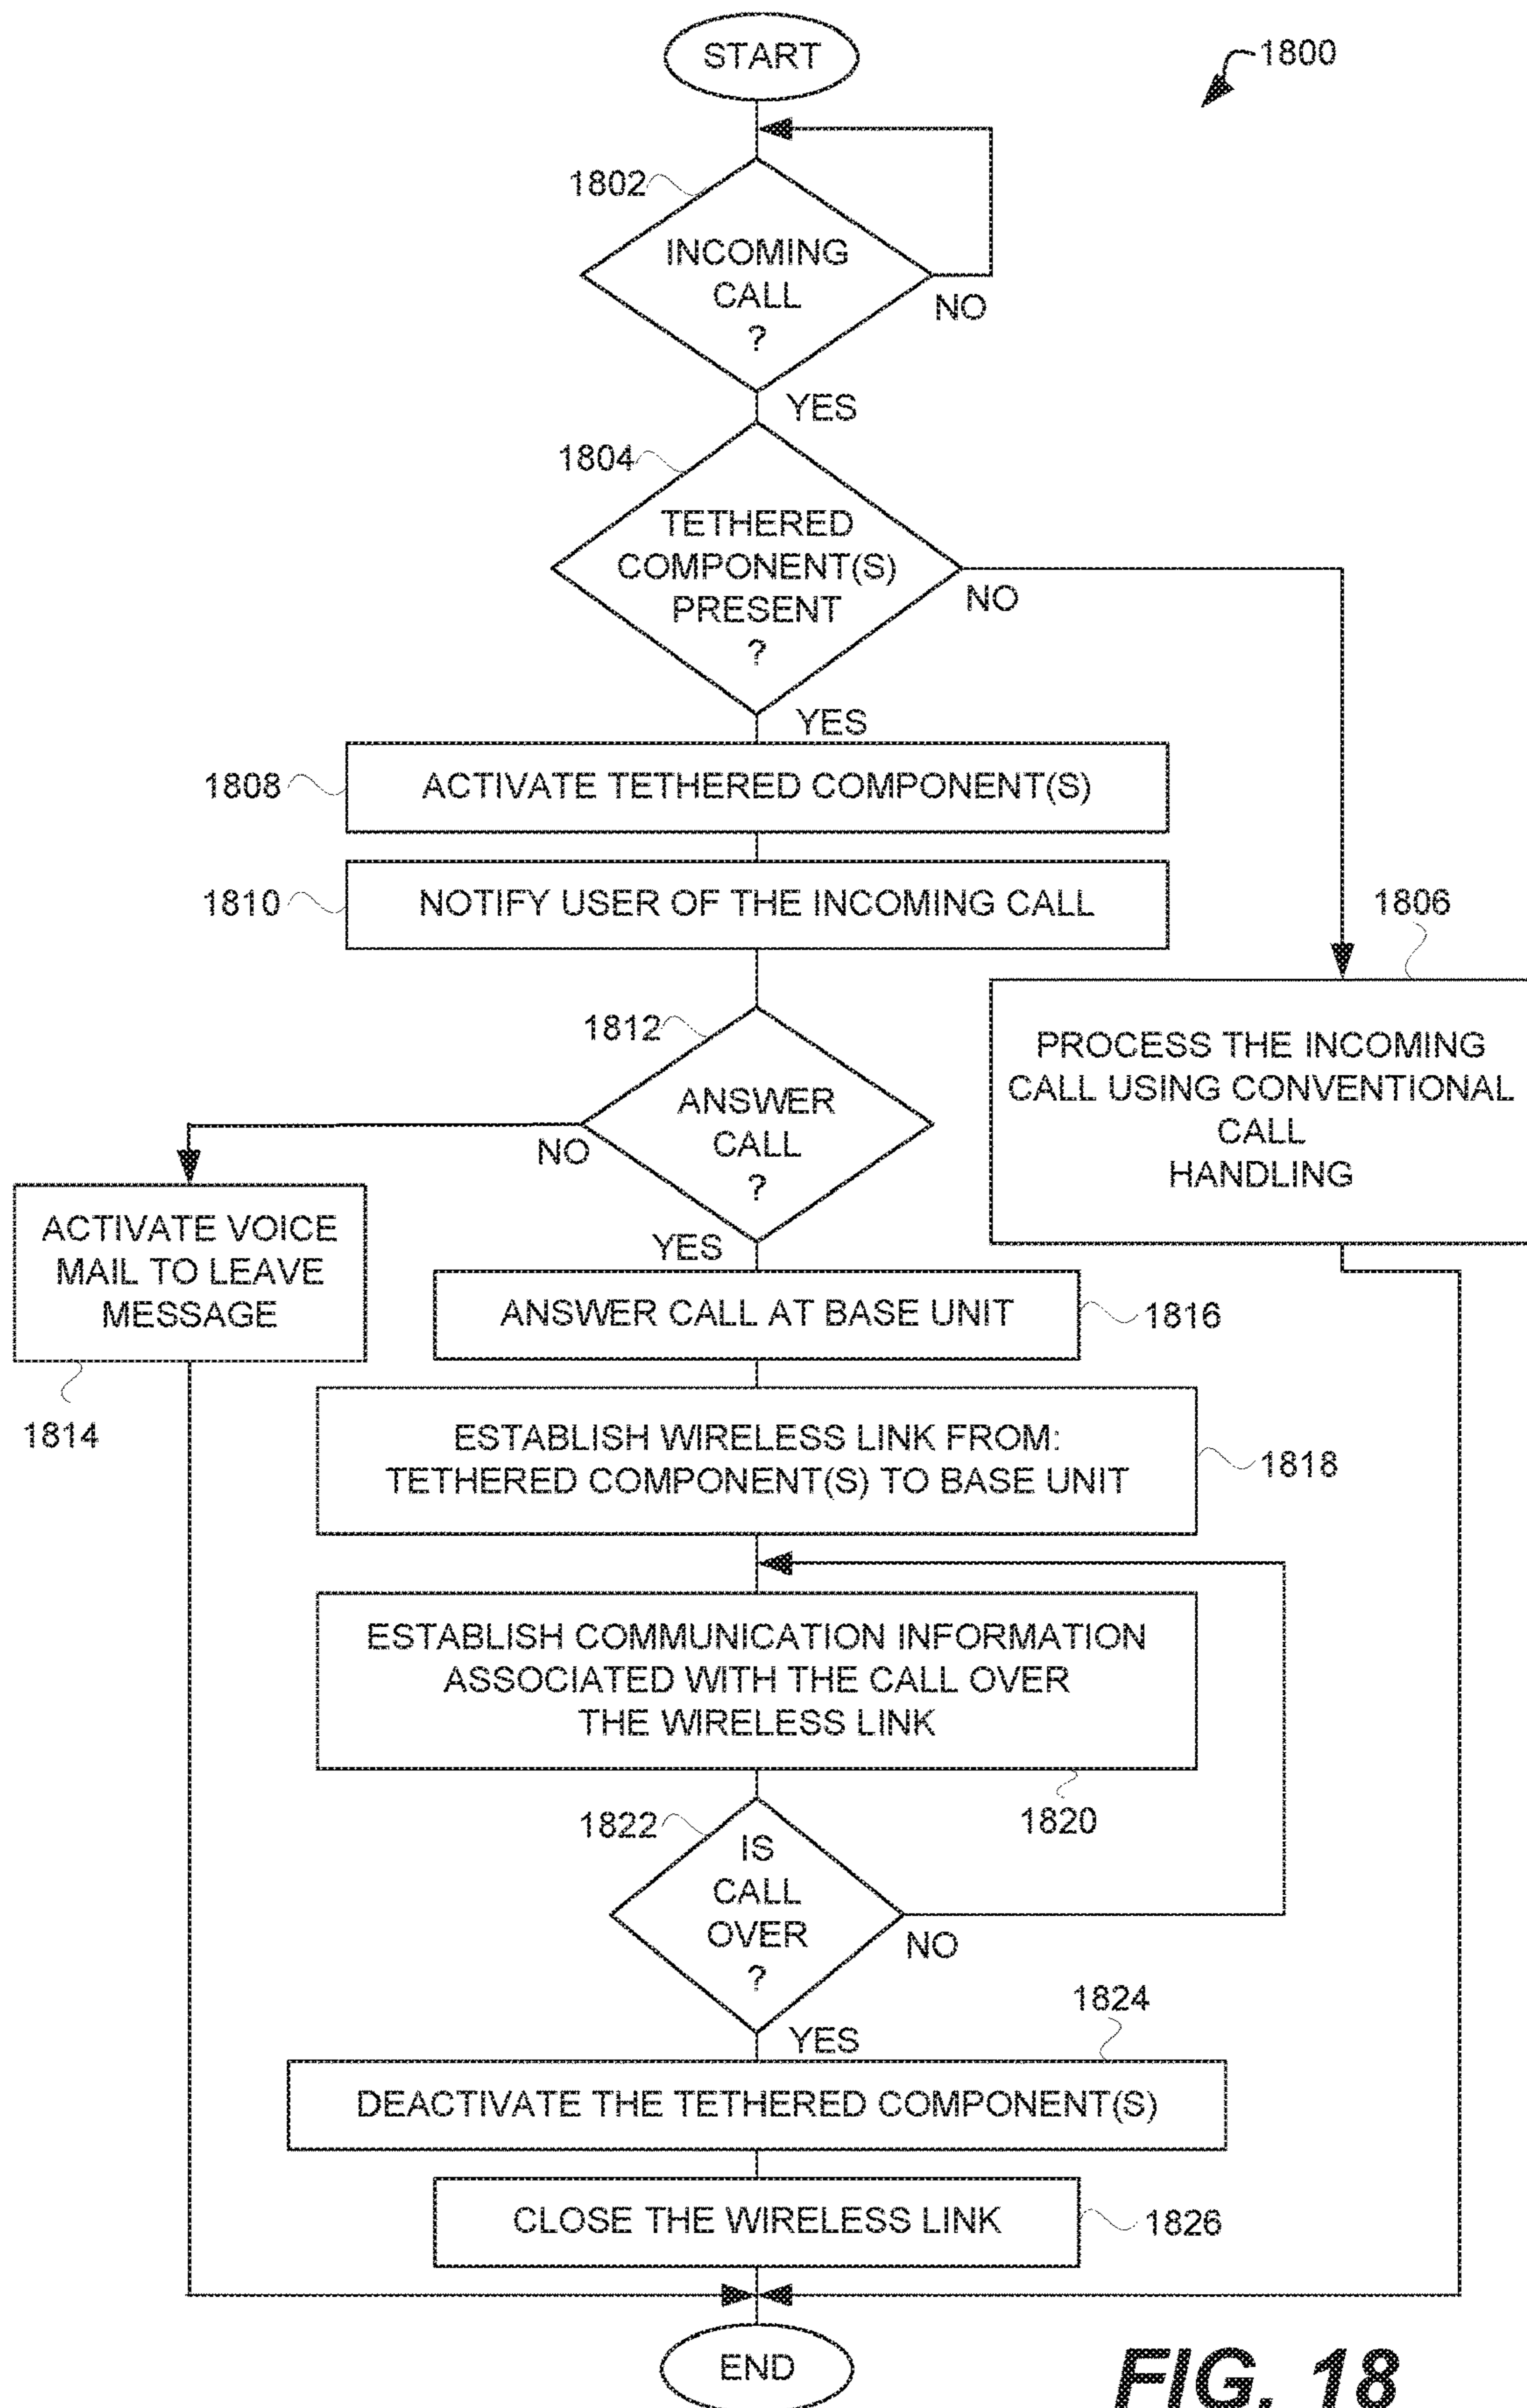 START
1800
1802
INCOMING
CALL
?
NO
YES
1804
TETHERED
COMPONENT(S)
PRESENT
?
NO
YES
1808
ACTIVATE TETHERED COMPONENT(S)
1810
NOTIFY USER OF THE INCOMING CALL
1806
PROCESS THE INCOMING
CALL USING CONVENTIONAL
CALL
HANDLING
1812
ANSWER
CALL
?
NO
YES
ACTIVATE VOICE
MAIL TO LEAVE
MESSAGE
1814
ANSWER CALL AT BASE UNIT
1816
ESTABLISH WIRELESS LINK FROM:
TETHERED COMPONENT(S) TO BASE UNIT
1818
ESTABLISH COMMUNICATION INFORMATION
ASSOCIATED WITH THE CALL OVER
THE WIRELESS LINK
1820
1822
IS
CALL
OVER
?
NO
YES
1824
DEACTIVATE THE TETHERED COMPONENT(S)
CLOSE THE WIRELESS LINK
1826
END
FIG. 18